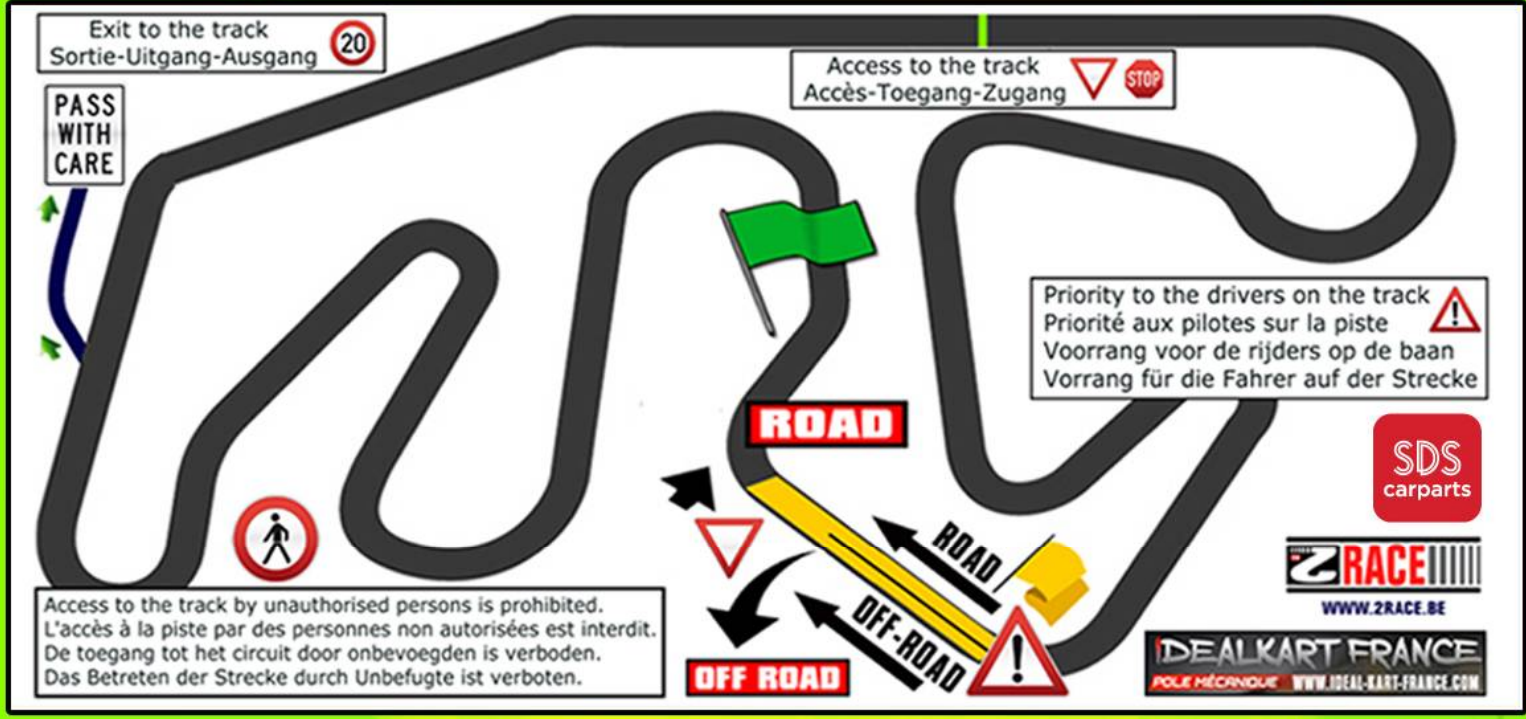 Exit to the track
Sortie-Uitgang-Ausgang
20
PASS
WITH
CARE
Access to the track
Accès-Toegang-Zugang
STOP
Priority to the drivers on the track
Priorité aux pilotes sur la piste
Voorrang voor de rijders op de baan
Vorrang für die Fahrer auf der Strecke
ROAD
SDS
carparts
ROAD
OFF-ROAD
OFF ROAD
2RACE
WWW.2RACE.BE
IDEALKART FRANCE
POLE MÉCANIQUE WWW.IDEAL-KART-FRANCE.COM
Access to the track by unauthorised persons is prohibited.
L'accès à la piste par des personnes non autorisées est interdit.
De toegang tot het circuit door onbevoegden is verboden.
Das Betreten der Strecke durch Unbefugte ist verboten.